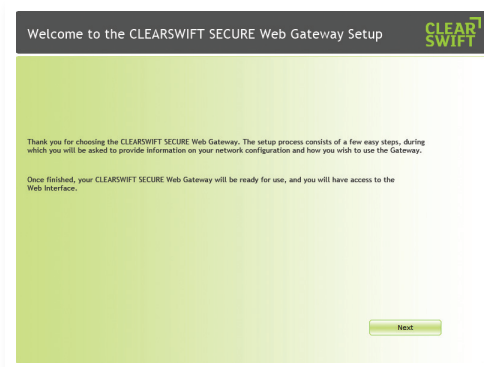 Welcome to the CLEARSWIFT SECURE Web Gateway Setup
CLEAR
SWIFT
Thank you for choosing the CLEARSWIFT SECURE Web Gateway. The setup process consists of a few easy steps, during
which you will be asked to provide information on your network configuration and how you wish to use the Gateway.
Once finished, your CLEARSWIFT SECURE Web Gateway will be ready for use, and you will have access to the
Web Interface.
Next